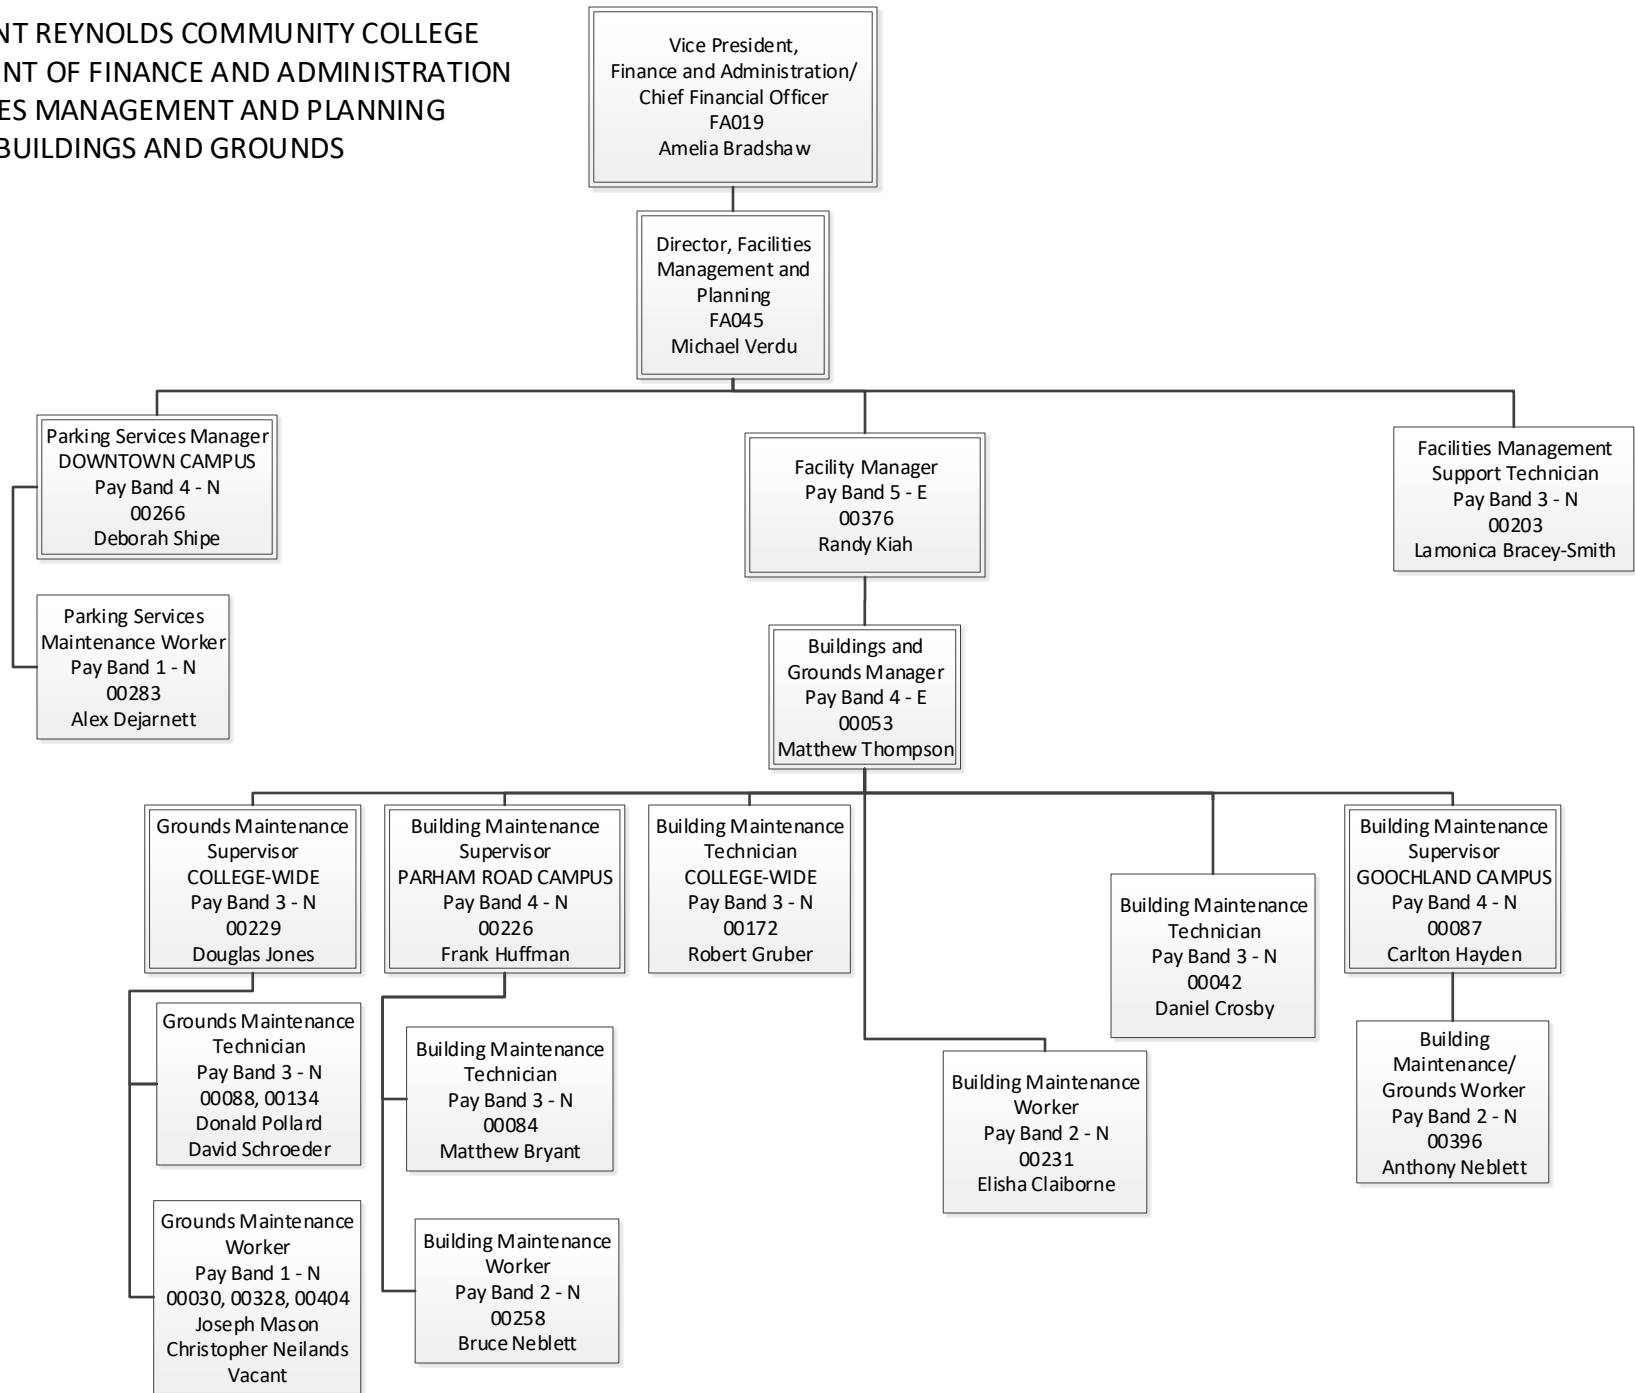 NT REYNOLDS COMMUNITY COLLEGE
ENT OF FINANCE AND ADMINISTRATION
ES MANAGEMENT AND PLANNING
BUILDINGS AND GROUNDS
Vice President,
Finance and Administration/
Chief Financial Officer
FA019
Amelia Bradshaw
Director, Facilities
Management and
Planning
FA045
Michael Verdu
Parking Services Manager
DOWNTOWN CAMPUS
Pay Band 4 - N
00266
Deborah Shipe
Facility Manager
Pay Band 5 - E
00376
Randy Kiah
Facilities Management
Support Technician
Pay Band 3 - N
00203
Lamonica Bracey-Smith
Parking Services
Maintenance Worker
Pay Band 1 - N
00283
Alex Dejarnett
Buildings and
Grounds Manager
Pay Band 4 - E
00053
Matthew Thompson
Grounds Maintenance
Supervisor
COLLEGE-WIDE
Pay Band 3 - N
00229
Douglas Jones
Building Maintenance
Supervisor
PARHAM ROAD CAMPUS
Pay Band 4 - N
00226
Frank Huffman
Building Maintenance
Technician
COLLEGE-WIDE
Pay Band 3 - N
00172
Robert Gruber
Building Maintenance
Technician
Pay Band 3 - N
00042
Daniel Crosby
Building Maintenance
Supervisor
GOOCHLAND CAMPUS
Pay Band 4 - N
00087
Carlton Hayden
Grounds Maintenance
Technician
Pay Band 3 - N
00088, 00134
Donald Pollard
David Schroeder
Building Maintenance
Technician
Pay Band 3 - N
00084
Matthew Bryant
Building Maintenance
Worker
Pay Band 2 - N
00231
Elisha Claiborne
Building
Maintenance/
Grounds Worker
Pay Band 2 - N
00396
Anthony Neblett
Grounds Maintenance
Worker
Pay Band 1 - N
00030, 00328, 00404
Joseph Mason
Christopher Neilands
Vacant
Building Maintenance
Worker
Pay Band 2 - N
00258
Bruce Neblett